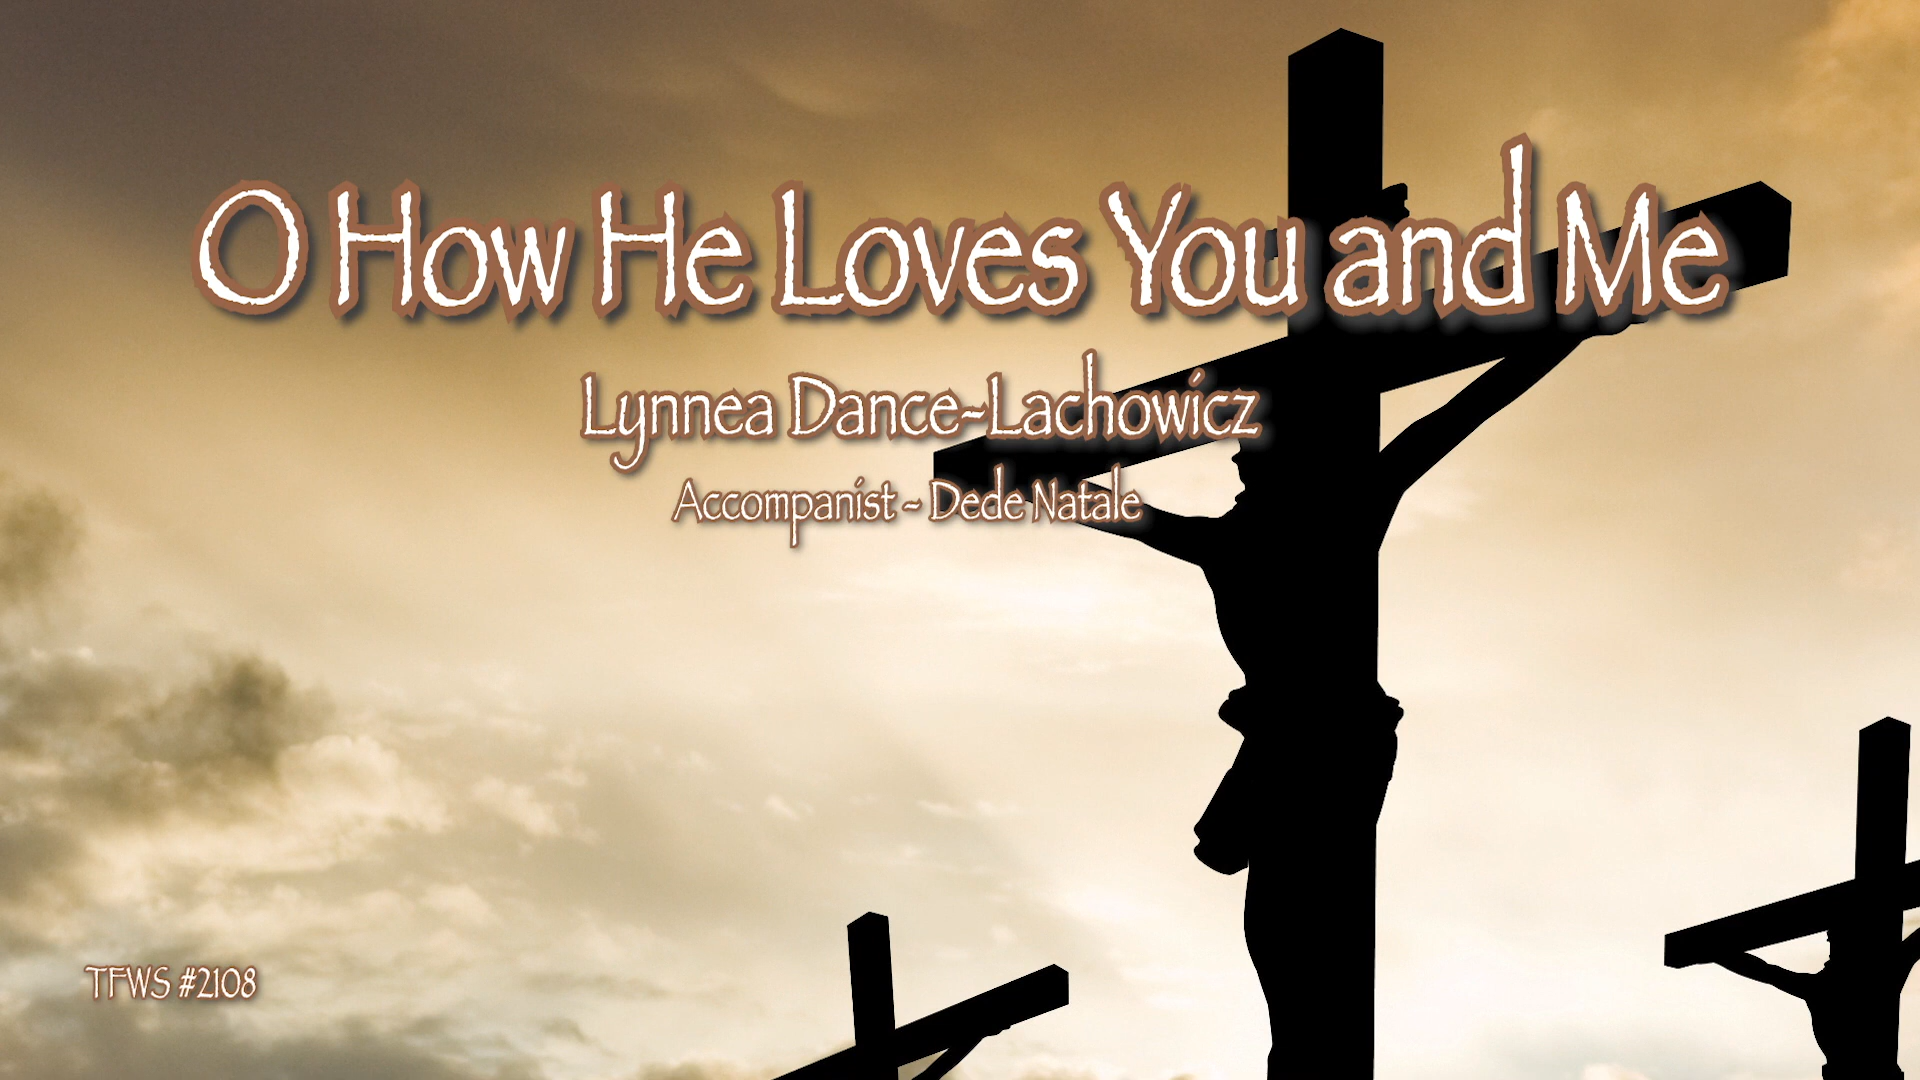 O How He Loves You and Me
Lynnea Dance-Lachowicz
Accompanist - Dede Natale
TFWS #2108